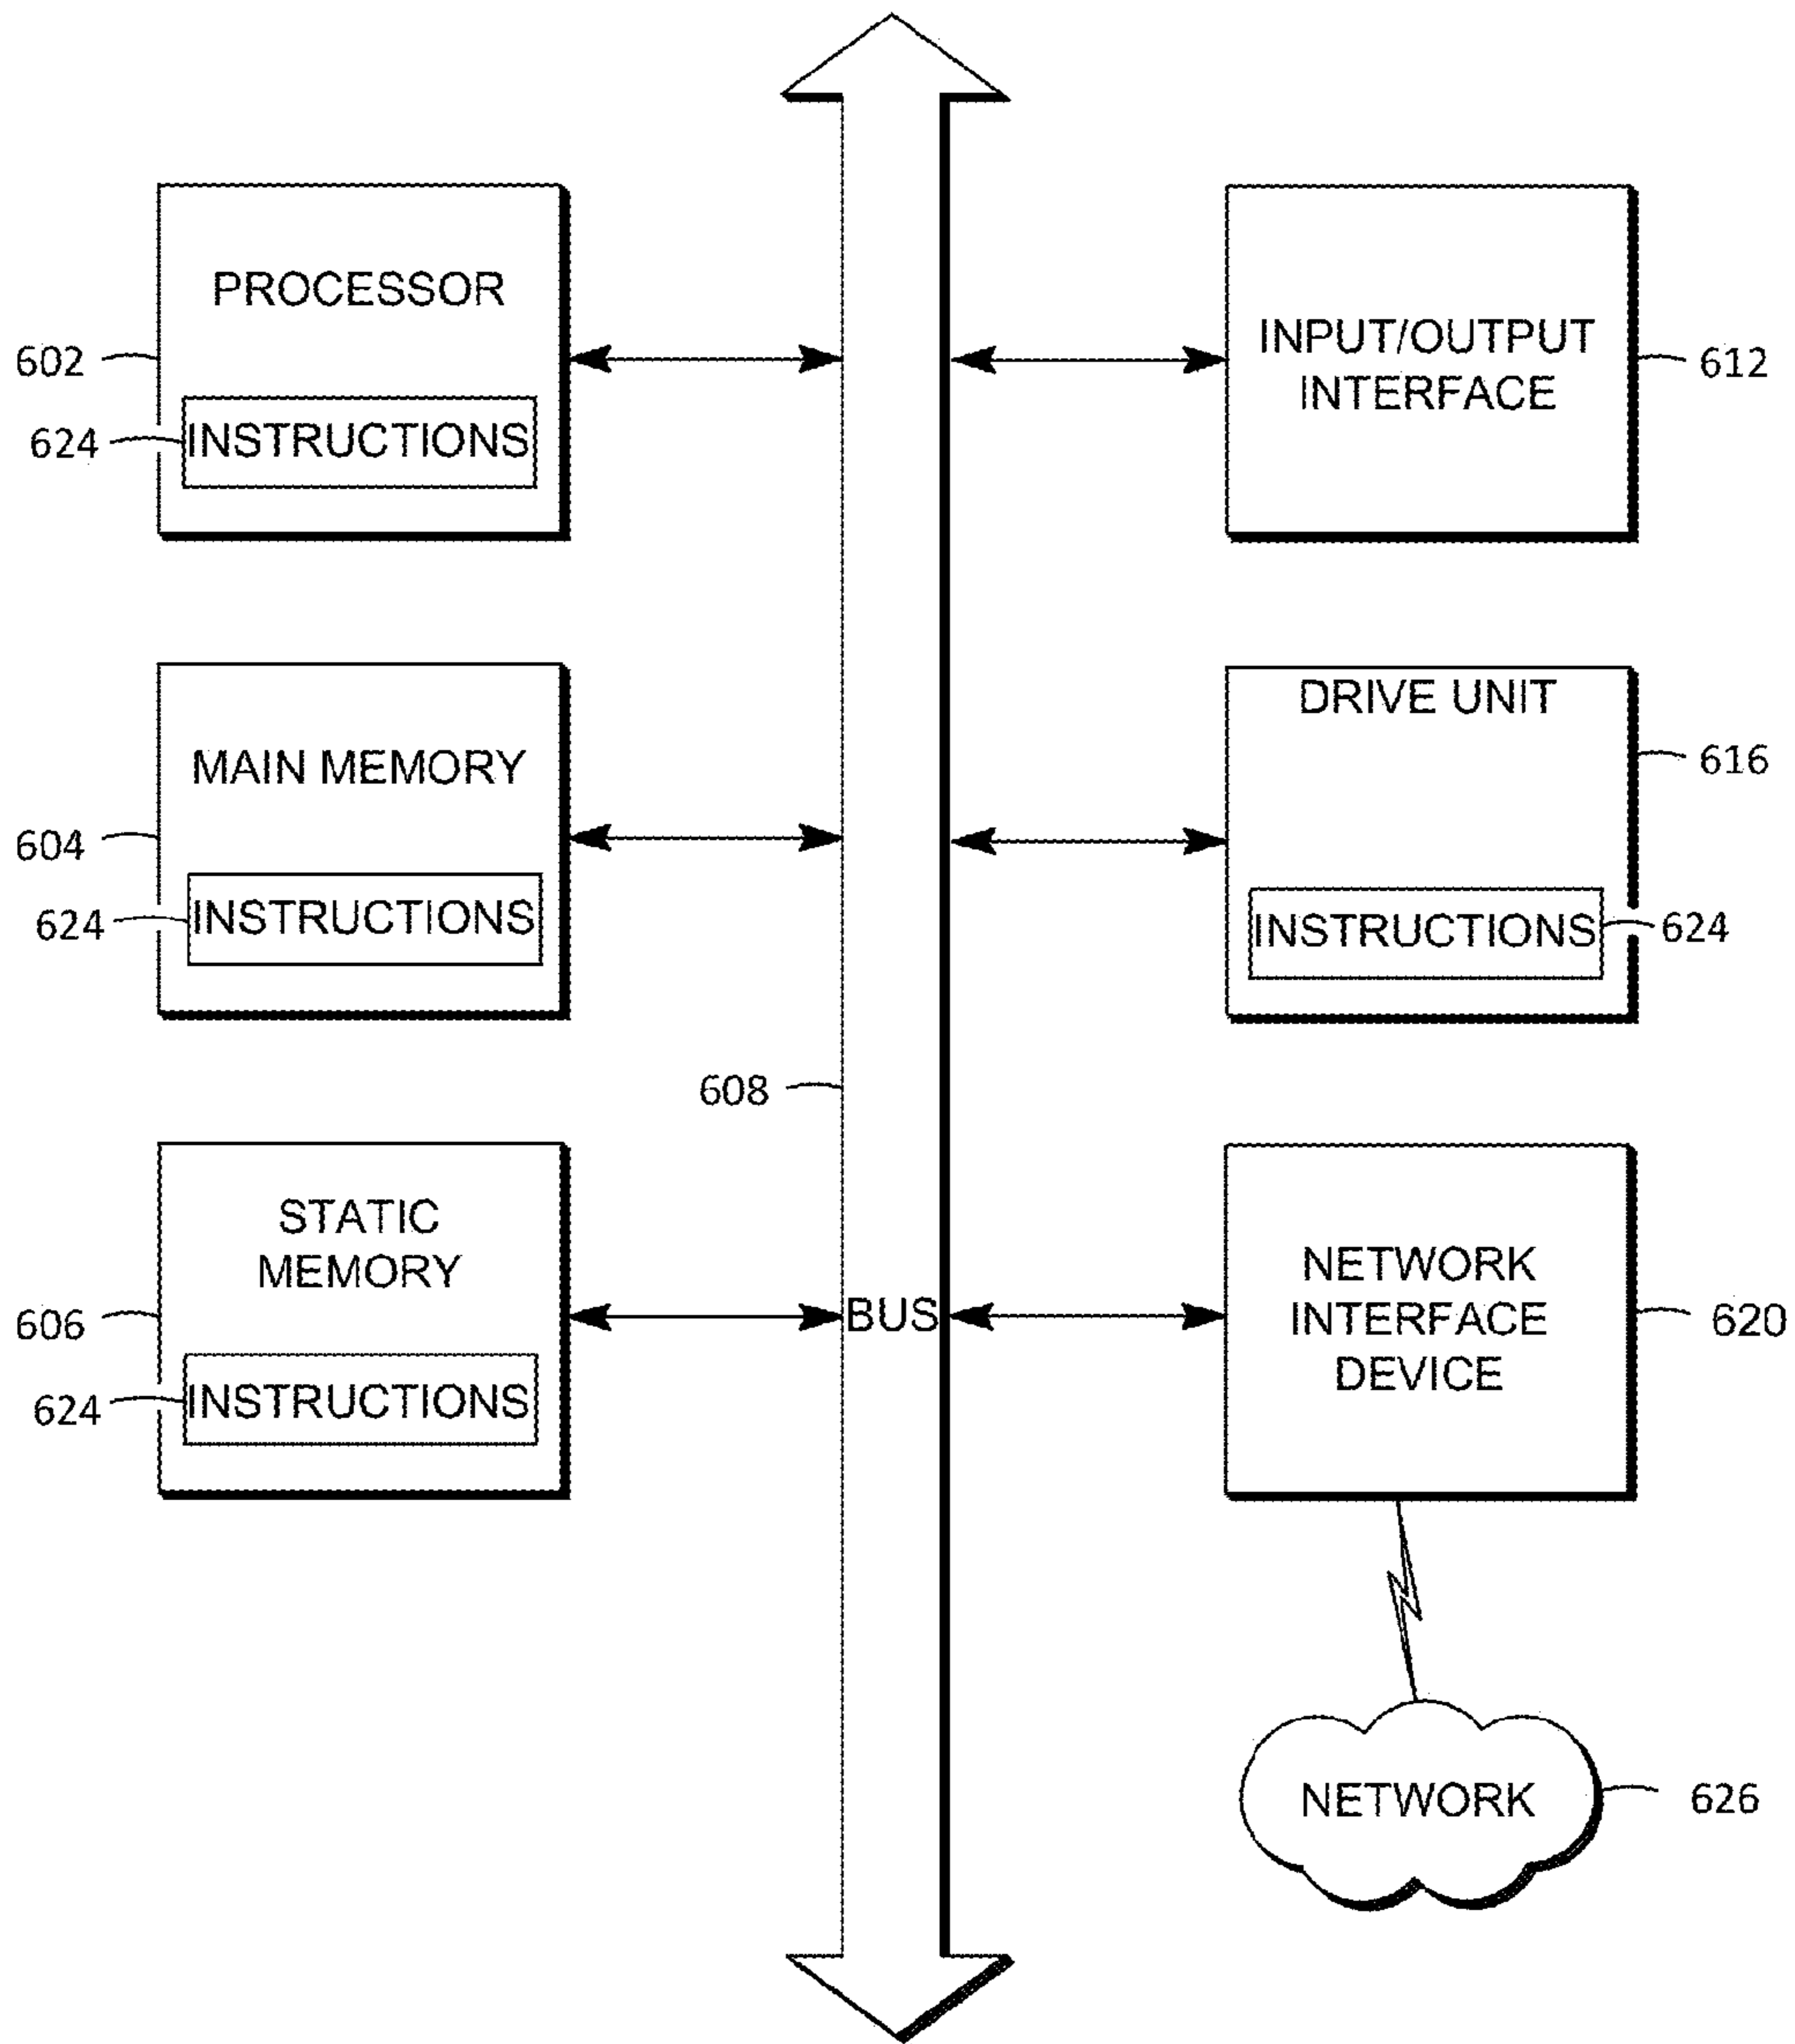 PROCESSOR
602
624
INSTRUCTIONS
MAIN MEMORY
604
624
INSTRUCTIONS
STATIC
MEMORY
606
624
INSTRUCTIONS
608
BUS
INPUT/OUTPUT
INTERFACE
612
DRIVE UNIT
616
INSTRUCTIONS
624
NETWORK
INTERFACE
DEVICE
620
NETWORK
626